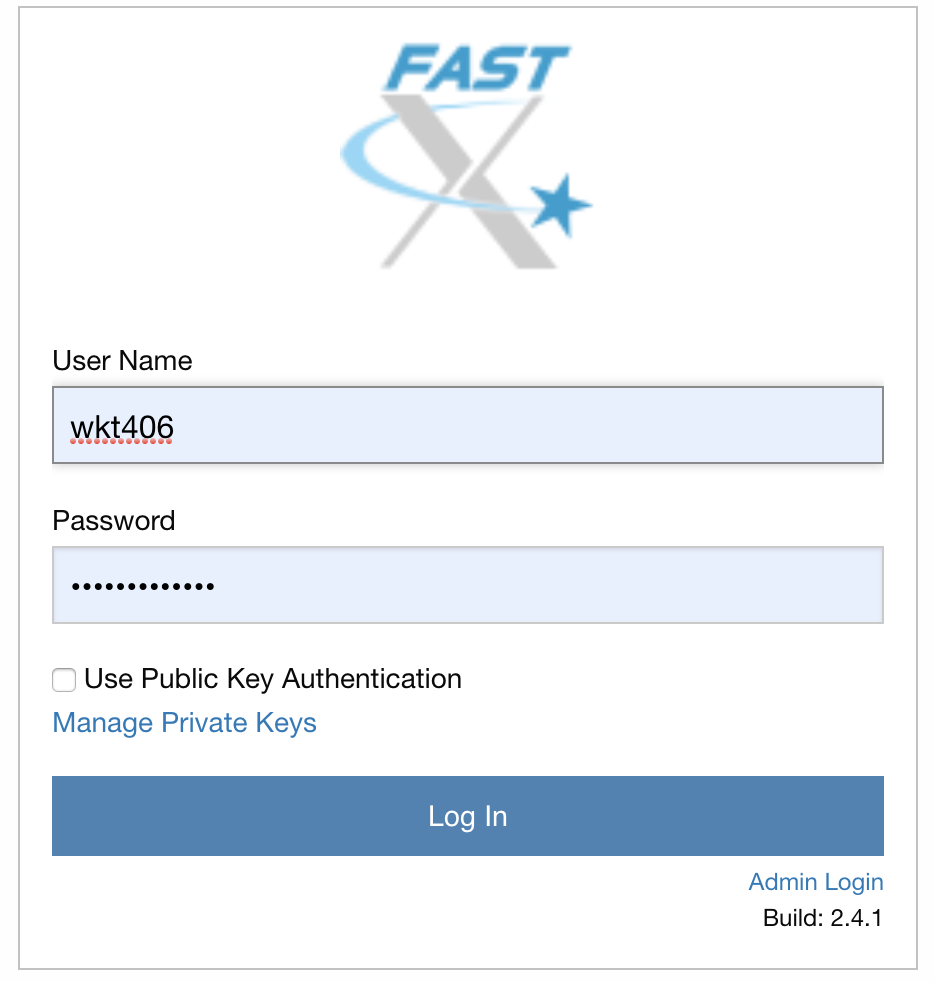 FAST
X
User Name
wkt406
Password
•••••••••••••
Use Public Key Authentication
Manage Private Keys
Log In
Admin Login
Build: 2.4.1